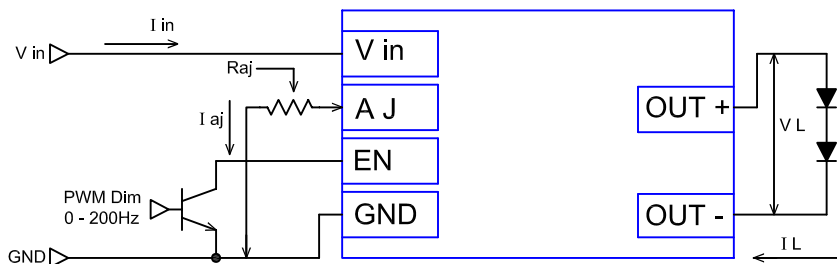 I in
V in
V in
Raj
A J
OUT +
I aj
V L
EN
PWM Dim
0 - 200Hz
GND
OUT -
I L
GND